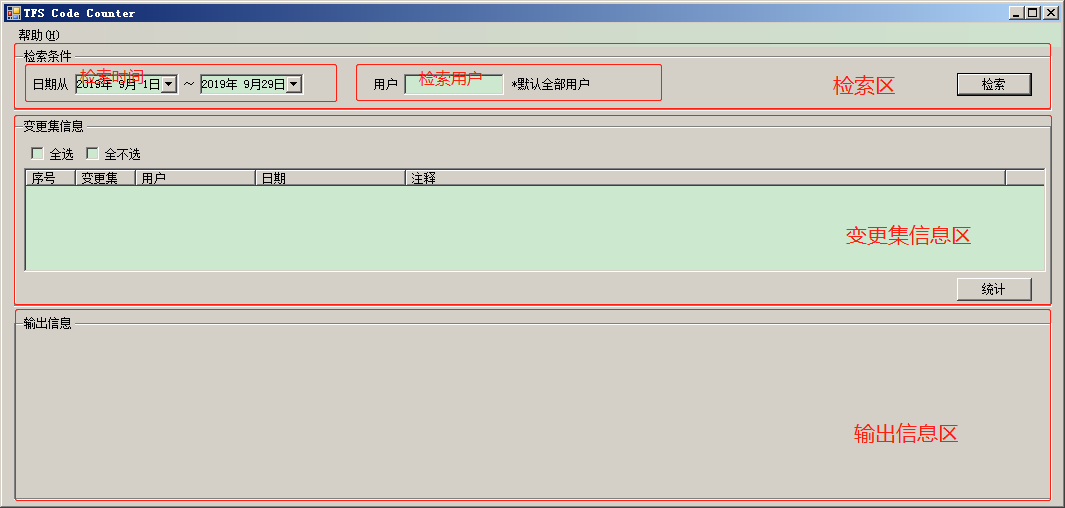 TFS Code Counter
帮助(H)
检索条件
日期从 2019年 9月 1日 ～ 2019年 9月29日 用户 *默认全部用户 检索
检索时间 检索用户 检索区
变更集信息
全选 全不选
序号 变更集 用户 日期 注释
变更集信息区
统计
输出信息
输出信息区